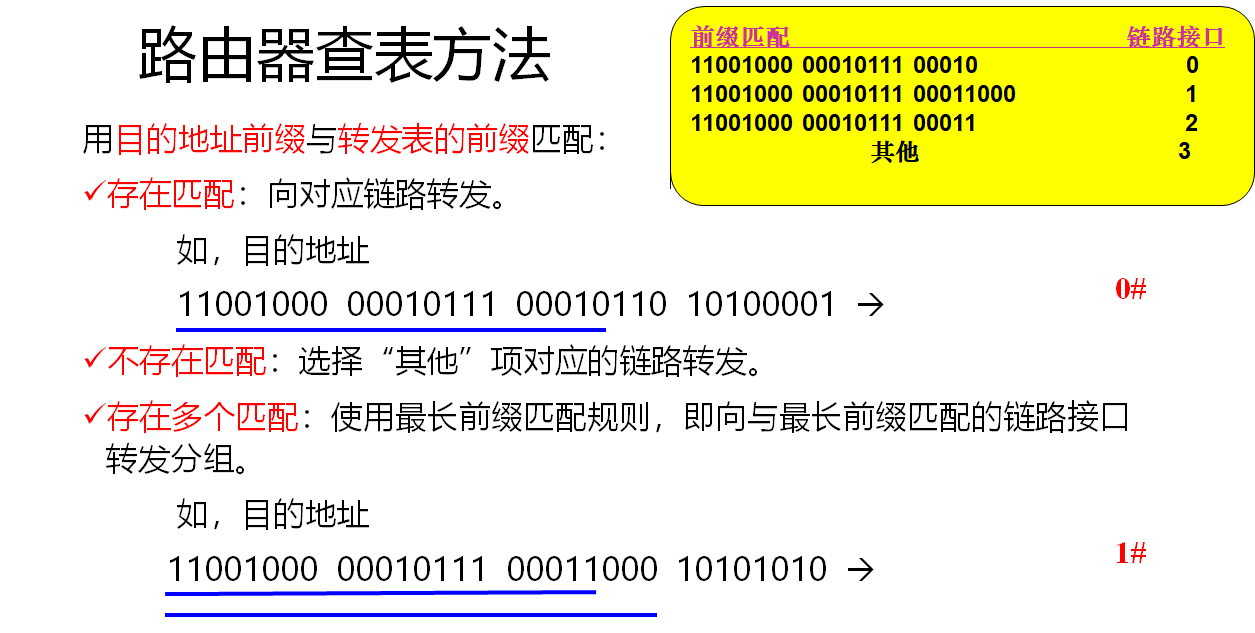 路由器查表方法
前缀匹配 链路接口
11001000 00010111 00010 0
11001000 00010111 00011000 1
11001000 00010111 00011 2
其他 3
用目的地址前缀与转发表的前缀匹配：
✓存在匹配：向对应链路转发。
如，目的地址
11001000 00010111 00010110 10100001 → 0#
✓不存在匹配：选择“其他”项对应的链路转发。
✓存在多个匹配：使用最长前缀匹配规则，即向与最长前缀匹配的链路接口
转发分组。
如，目的地址
11001000 00010111 00011000 10101010 → 1#